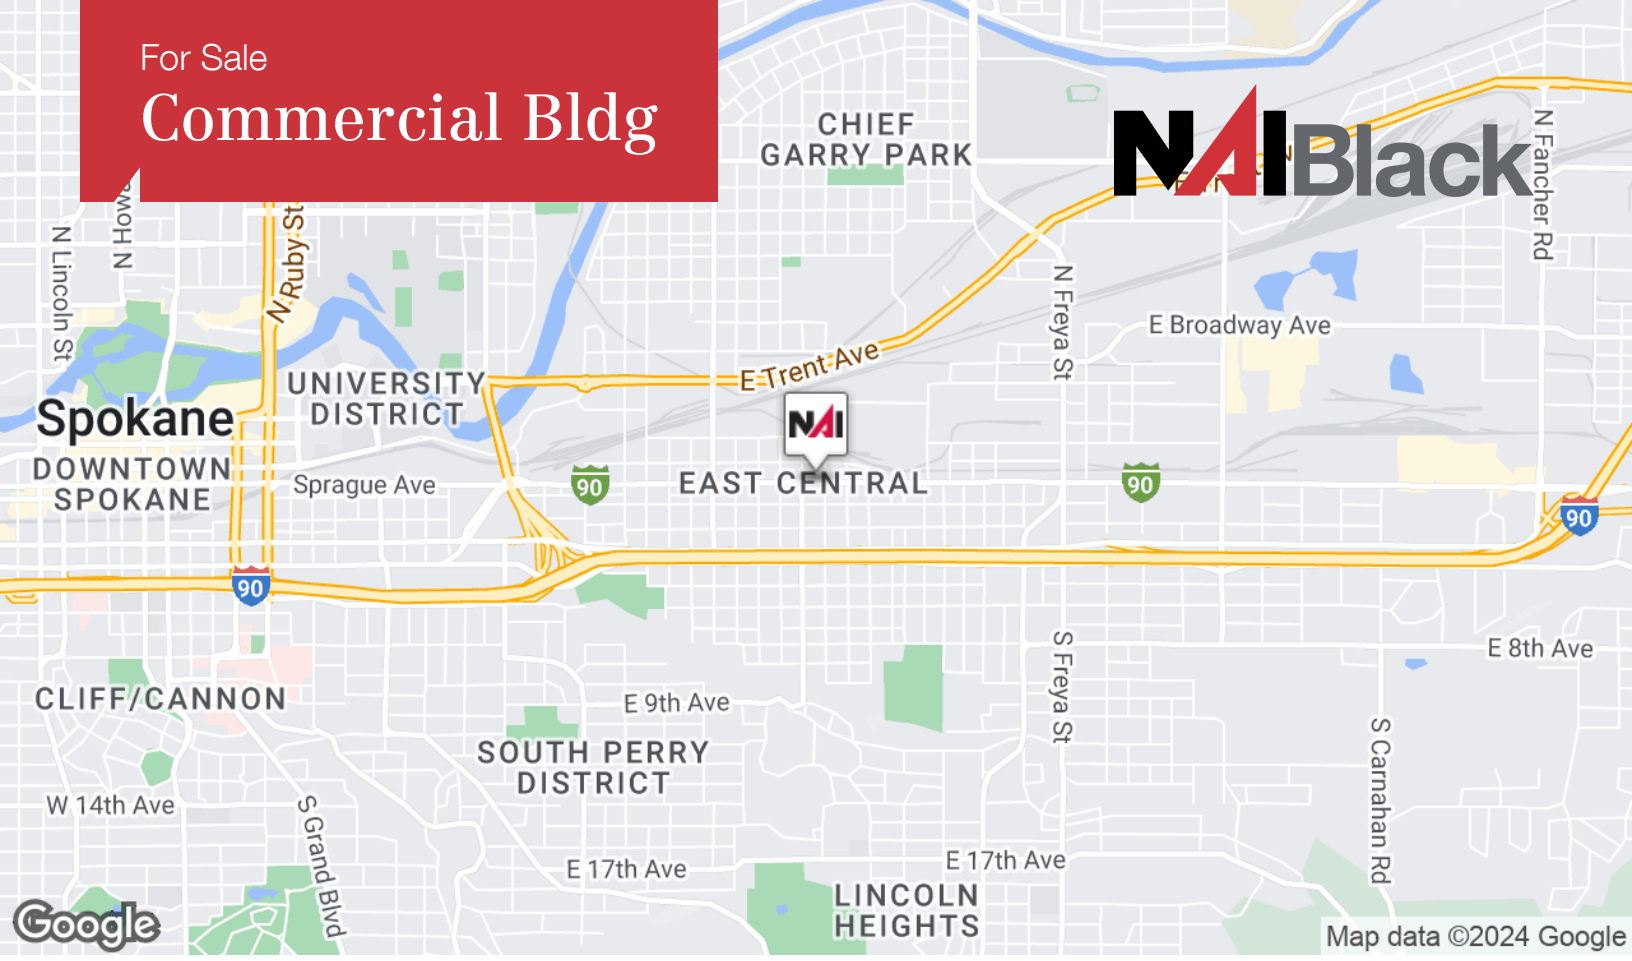 For Sale
Commercial Bldg
NAIBlack
CHIEF
GARRY PARK
N Fancher Rd
N Howe
N Ruby St
N Lincoln St
N Freya St
E Broadway Ave
E Trent Ave
UNIVERSITY
DISTRICT
Spokane
NAI
DOWNTOWN
SPOKANE
Sprague Ave
90
EAST CENTRAL
90
90
90
S Freya St
E 8th Ave
CLIFF/CANNON
E 9th Ave
SOUTH PERRY
DISTRICT
S Carnahan Rd
W 14th Ave
S Grand Blvd
E 17th Ave
E 17th Ave
LINCOLN
HEIGHTS
Google
Map data ©2024 Google